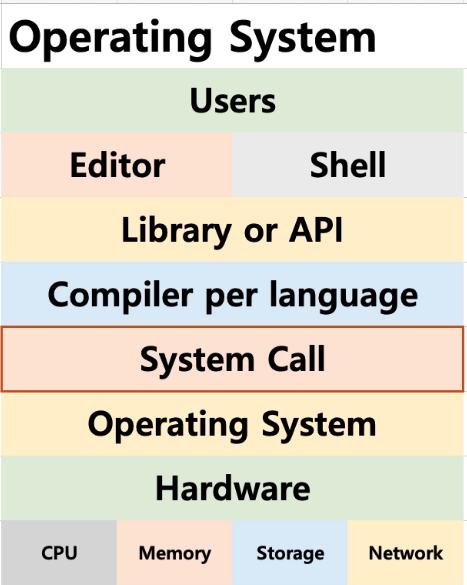 Operating System
Users
Editor Shell
Library or API
Compiler per language
System Call
Operating System
Hardware
CPU Memory Storage Network